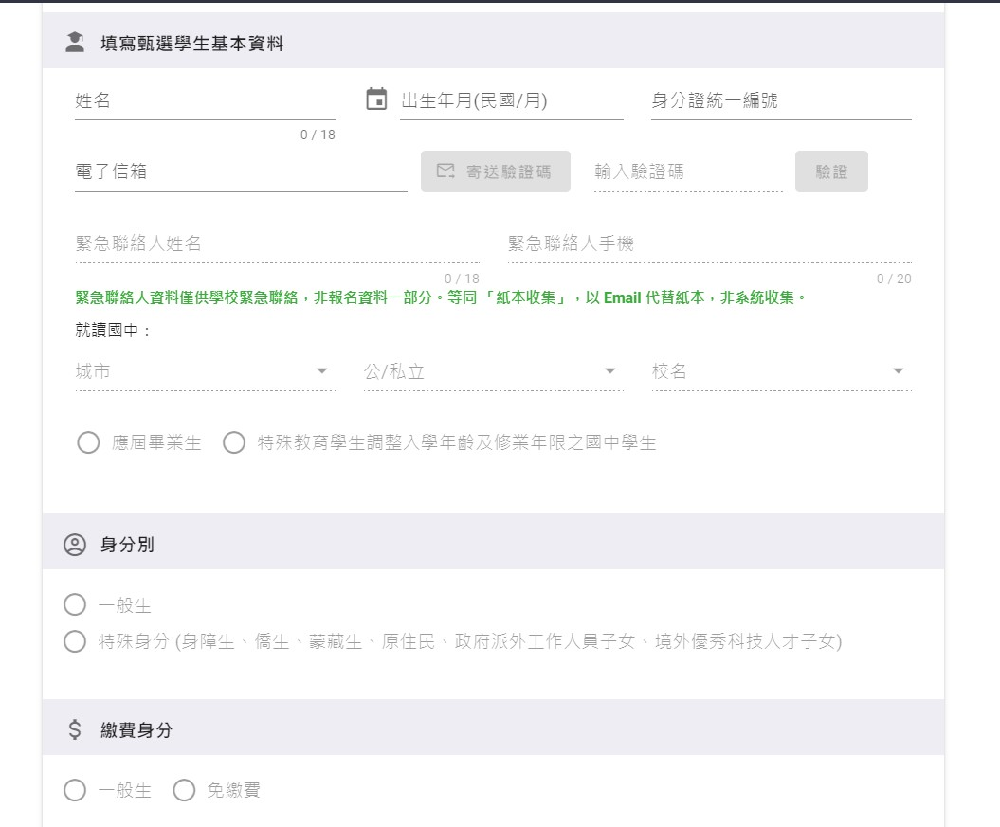 填寫甄選學生基本資料
姓名 出生年月(民國/月) 身分證統一編號
0 / 18
電子信箱 寄送驗證碼 輸入驗證碼 驗證
緊急聯絡人姓名 緊急聯絡人手機
0 / 18 0 / 20
緊急聯絡人資料僅供學校緊急聯絡，非報名資料一部分。等同「紙本收集」，以 Email 代替紙本，非系統收集。
就讀國中：
城市 公/私立 校名
應屆畢業生 特殊教育學生調整入學年齡及修業年限之國中學生
身分別
一般生
特殊身分 (身障生、僑生、蒙藏生、原住民、政府派外工作人員子女、境外優秀科技人才子女)
繳費身分
一般生 免繳費